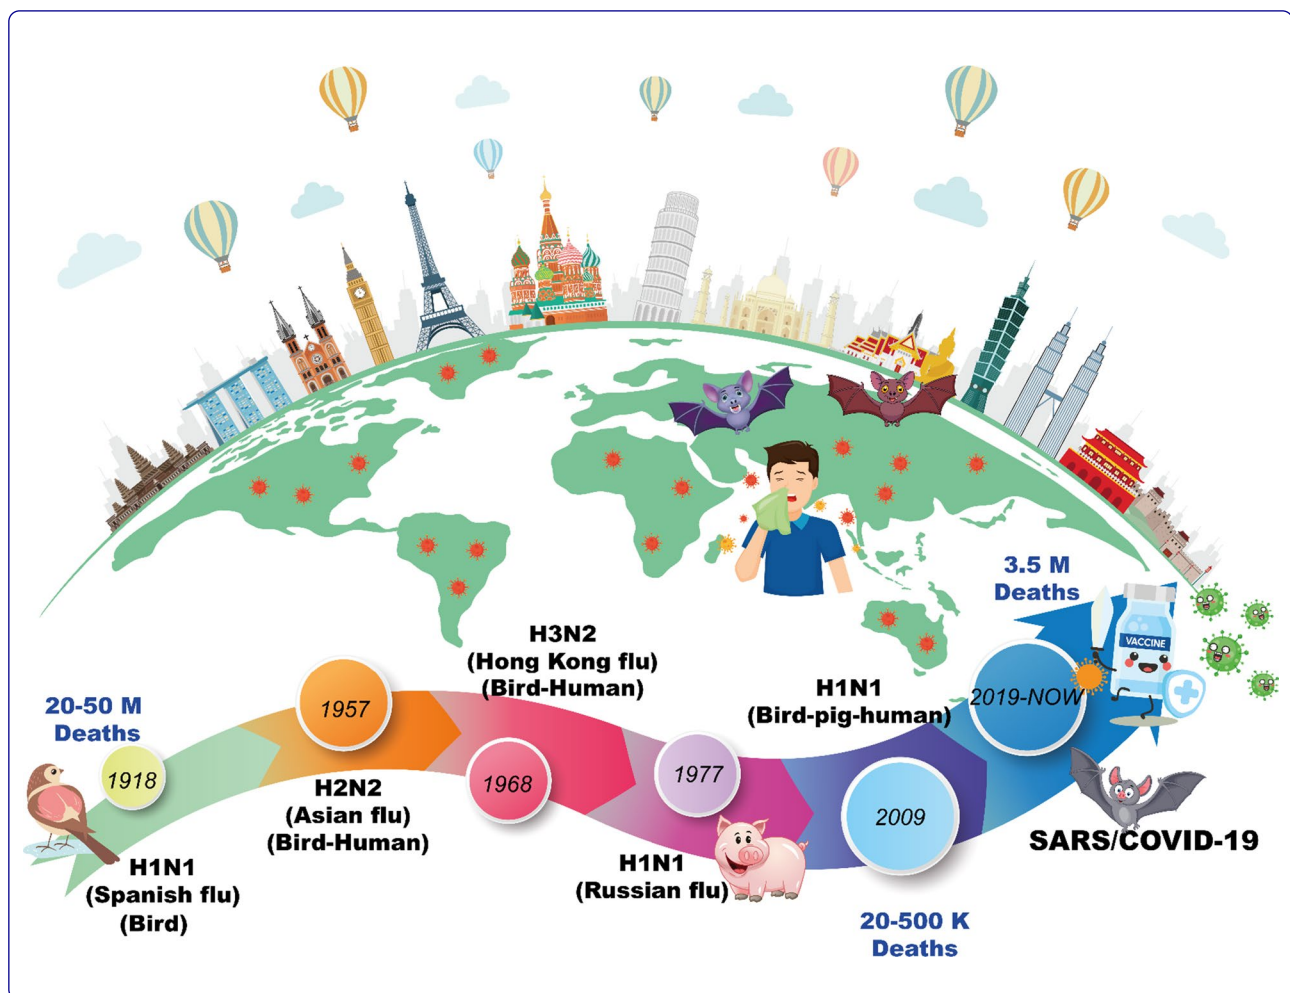 20-50 M
Deaths
1918
H1N1
(Spanish flu)
(Bird)
1957
H2N2
(Asian flu)
(Bird-Human)
H3N2
(Hong Kong flu)
(Bird-Human)
1968
1977
H1N1
(Russian flu)
H1N1
(Bird-pig-human)
2009
20-500 K
Deaths
3.5 M
Deaths
2019-NOW
VACCINE
SARS/COVID-19